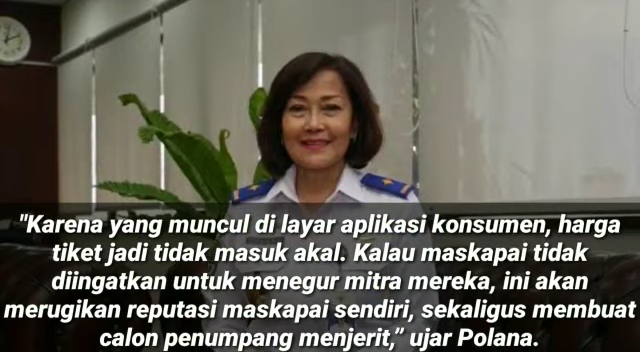 "Karena yang muncul di layar aplikasi konsumen, harga
tiket jadi tidak masuk akal. Kalau maskapai tidak
diingatkan untuk menegur mitra mereka, ini akan
merugikan reputasi maskapai sendiri, sekaligus membuat
calon penumpang menjerit,” ujar Polana.